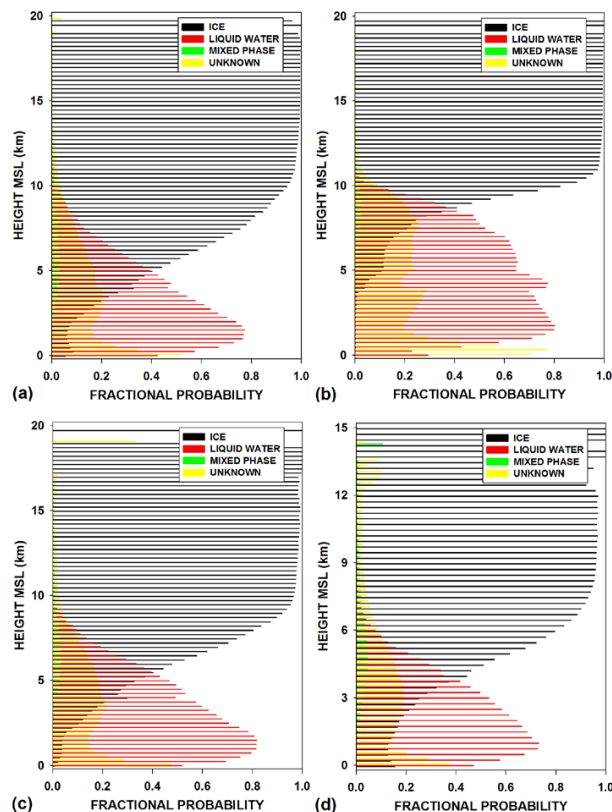 20
15
10
5
0
HEIGHT MSL (km)
ICE
LIQUID WATER
MIXED PHASE
UNKNOWN
0.0 0.2 0.4 0.6 0.8 1.0
(a) FRACTIONAL PROBABILITY
20
15
10
5
0
HEIGHT MSL (km)
ICE
LIQUID WATER
MIXED PHASE
UNKNOWN
0.0 0.2 0.4 0.6 0.8 1.0
(b) FRACTIONAL PROBABILITY
20
15
10
5
0
HEIGHT MSL (km)
ICE
LIQUID WATER
MIXED PHASE
UNKNOWN
0.0 0.2 0.4 0.6 0.8 1.0
(c) FRACTIONAL PROBABILITY
15
12
9
6
3
0
HEIGHT MSL (km)
ICE
LIQUID WATER
MIXED PHASE
UNKNOWN
0.0 0.2 0.4 0.6 0.8 1.0
(d) FRACTIONAL PROBABILITY